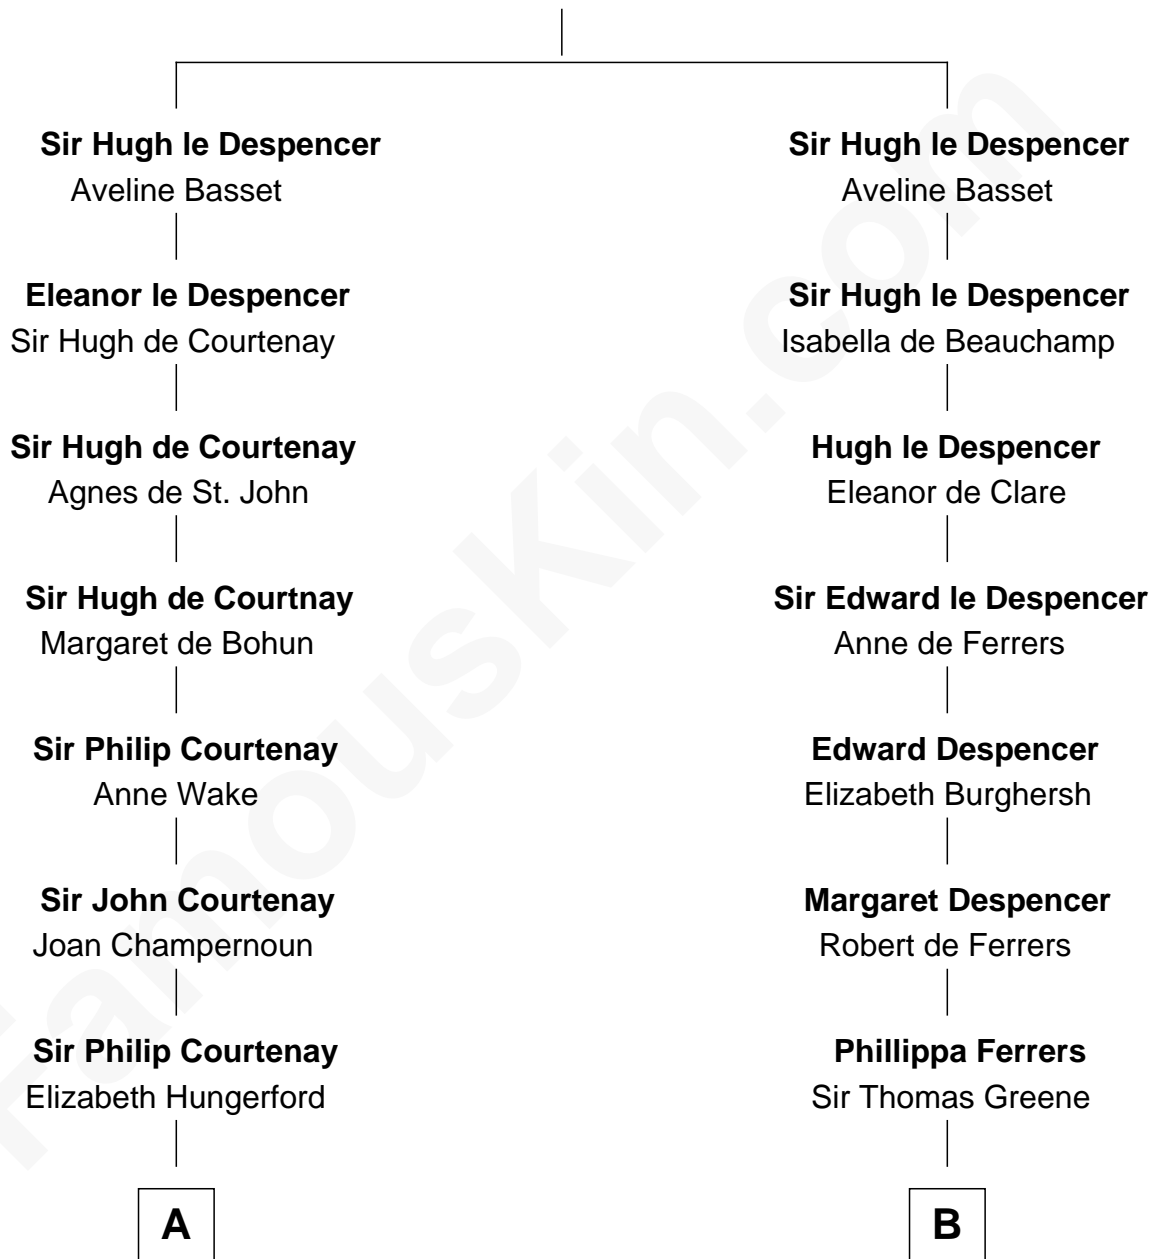 Sir Hugh le Despencer
Aveline Basset
Eleanor le Despencer
Sir Hugh de Courtenay
Sir Hugh de Courtenay
Agnes de St. John
Sir Hugh de Courtnay
Margaret de Bohun
Sir Philip Courtenay
Anne Wake
Sir John Courtenay
Joan Champernoun
Sir Philip Courtenay
Elizabeth Hungerford
A
Sir Hugh le Despencer
Aveline Basset
Sir Hugh le Despencer
Isabella de Beauchamp
Hugh le Despencer
Eleanor de Clare
Sir Edward le Despencer
Anne de Ferrers
Edward Despencer
Elizabeth Burghersh
Margaret Despencer
Robert de Ferrers
Phillippa Ferrers
Sir Thomas Greene
B
FamousKin.com